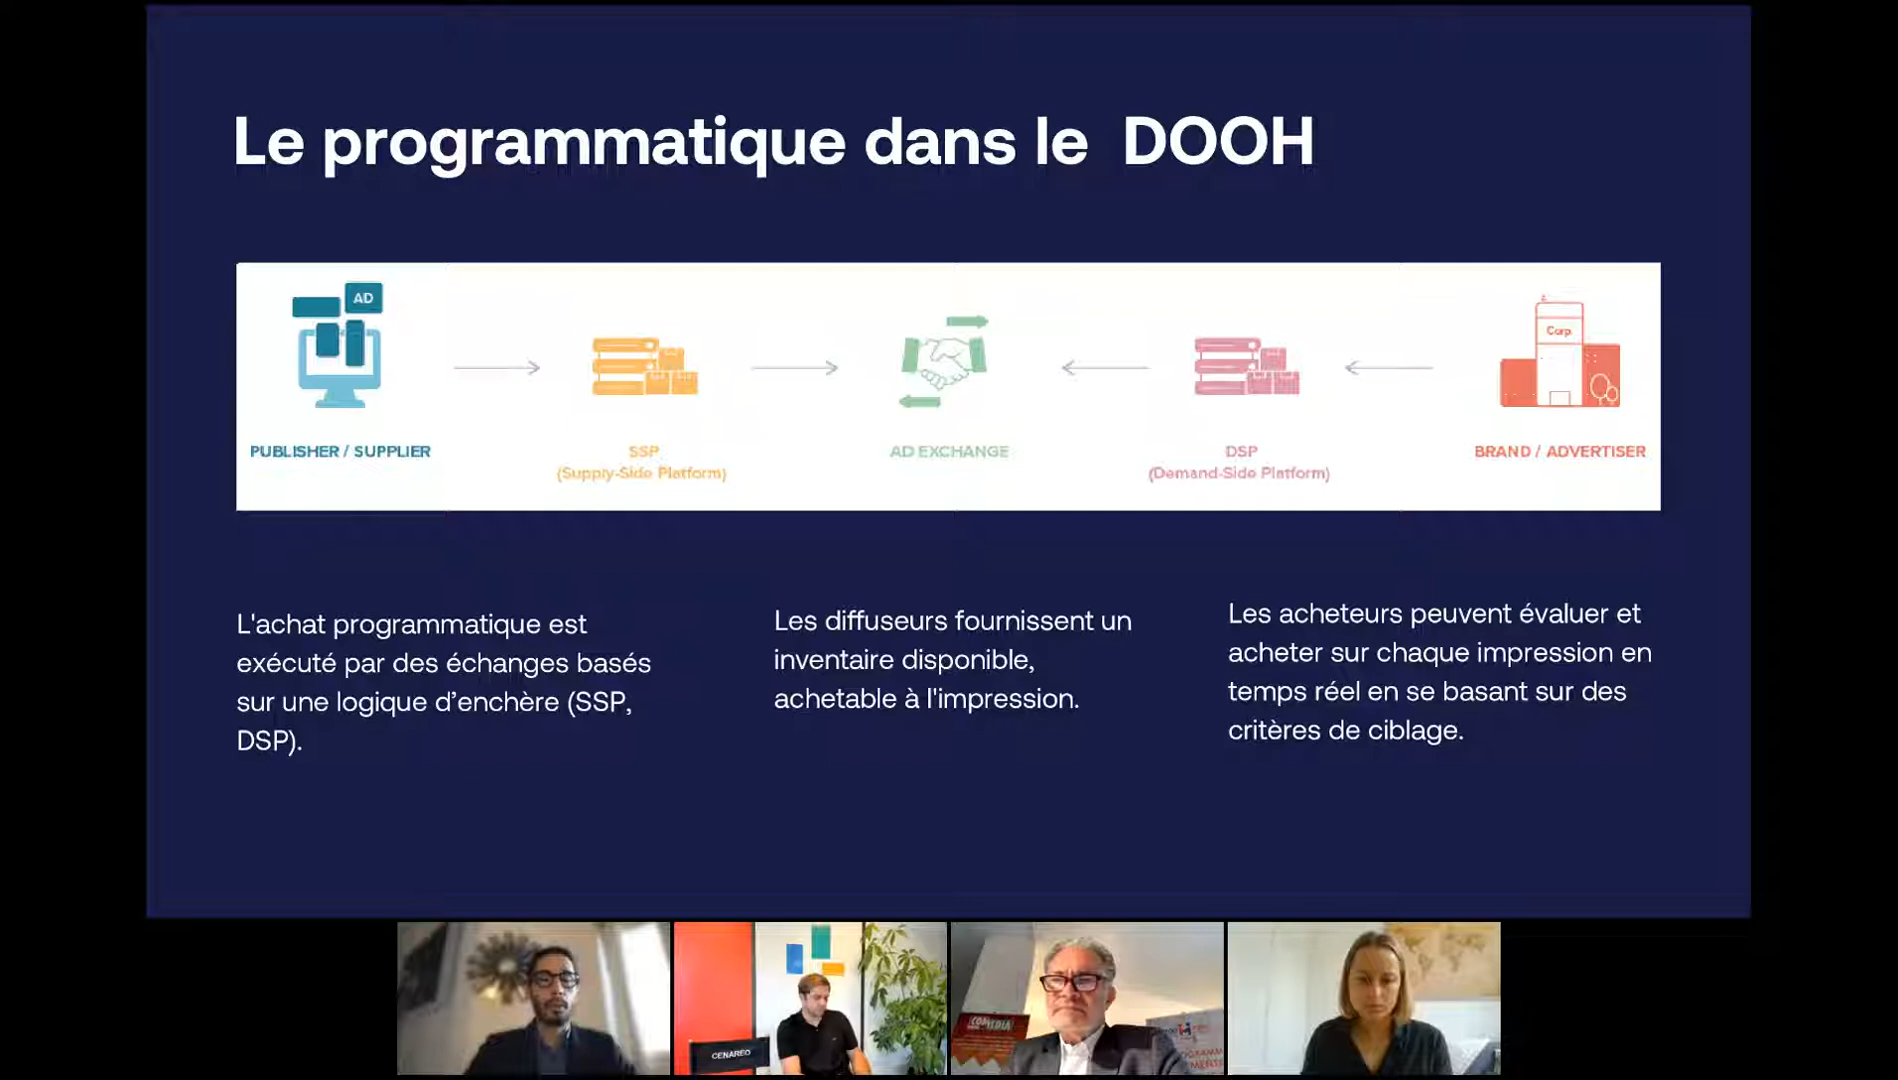 Le programmatique dans le DOOH
AD
Corp.
PUBLISHER / SUPPLIER
SSP
(Supply-Side Platform)
AD EXCHANGE
DSP
(Demand-Side Platform)
BRAND / ADVERTISER
L'achat programmatique est
exécuté par des échanges basés
sur une logique d’enchère (SSP,
DSP).
Les diffuseurs fournissent un
inventaire disponible,
achetable à l'impression.
Les acheteurs peuvent évaluer et
acheter sur chaque impression en
temps réel en se basant sur des
critères de ciblage.
CENAREO